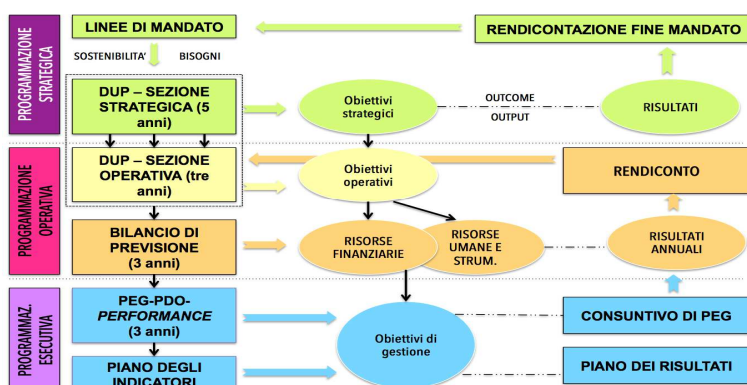 PROGRAMMAZIONE
STRATEGICA
LINEE DI MANDATO
RENDICONTAZIONE FINE MANDATO
SOSTENIBILITA’
BISOGNI
DUP – SEZIONE
STRATEGICA (5
anni)
Obiettivi
strategici
OUTCOME
OUTPUT
RISULTATI
PROGRAMMAZIONE
OPERATIVA
DUP – SEZIONE
OPERATIVA (tre
anni)
Obiettivi
operativi
RENDICONTO
BILANCIO DI
PREVISIONE
(3 anni)
RISORSE
FINANZIARIE
RISORSE
UMANE E
STRUM.
RISULTATI
ANNUALI
PROGRAMMAZ.
ESECUTIVA
PEG-PDO-
PERFORMANCE
(3 anni)
Obiettivi di
gestione
CONSUNTIVO DI PEG
PIANO DEGLI
INDICATORI
PIANO DEI RISULTATI